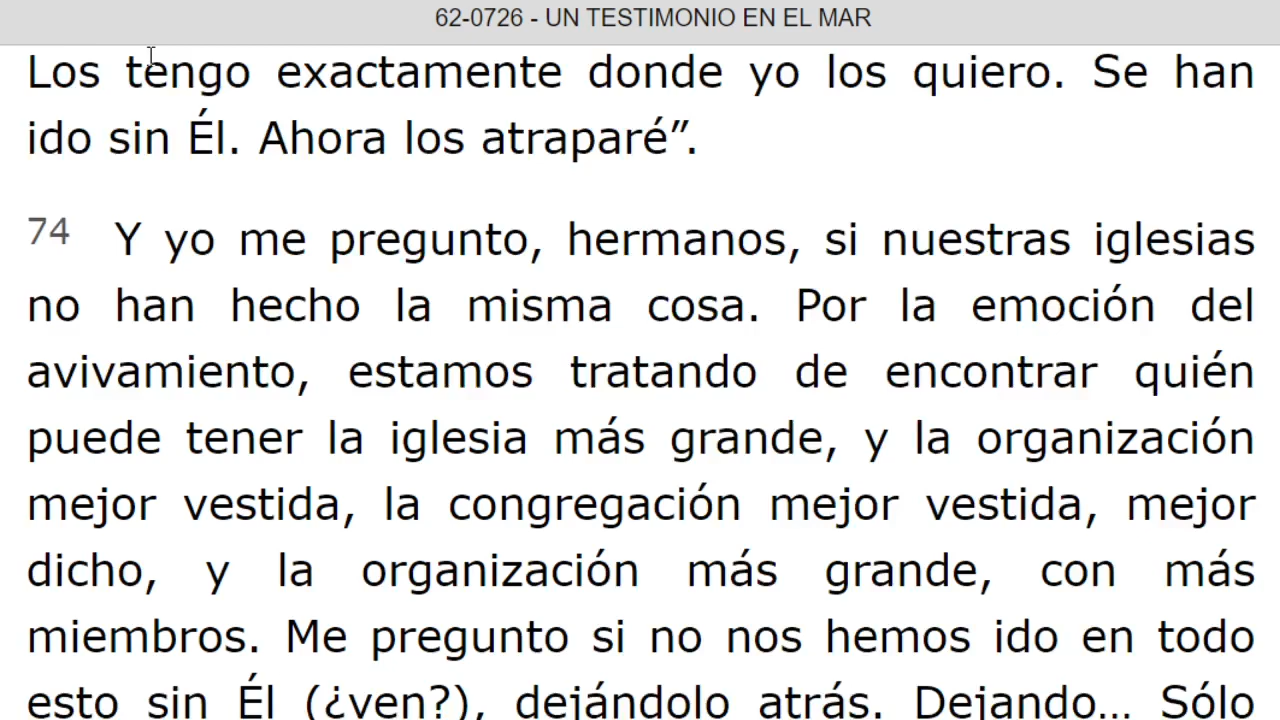 62-0726 - UN TESTIMONIO EN EL MAR
Los tengo exactamente donde yo los quiero. Se han
ido sin Él. Ahora los atraparé”.
74 Y yo me pregunto, hermanos, si nuestras iglesias
no han hecho la misma cosa. Por la emoción del
avivamiento, estamos tratando de encontrar quién
puede tener la iglesia más grande, y la organización
mejor vestida, la congregación mejor vestida, mejor
dicho, y la organización más grande, con más
miembros. Me pregunto si no nos hemos ido en todo
esto sin Él (¿ven?), dejándolo atrás. Dejando… Sólo